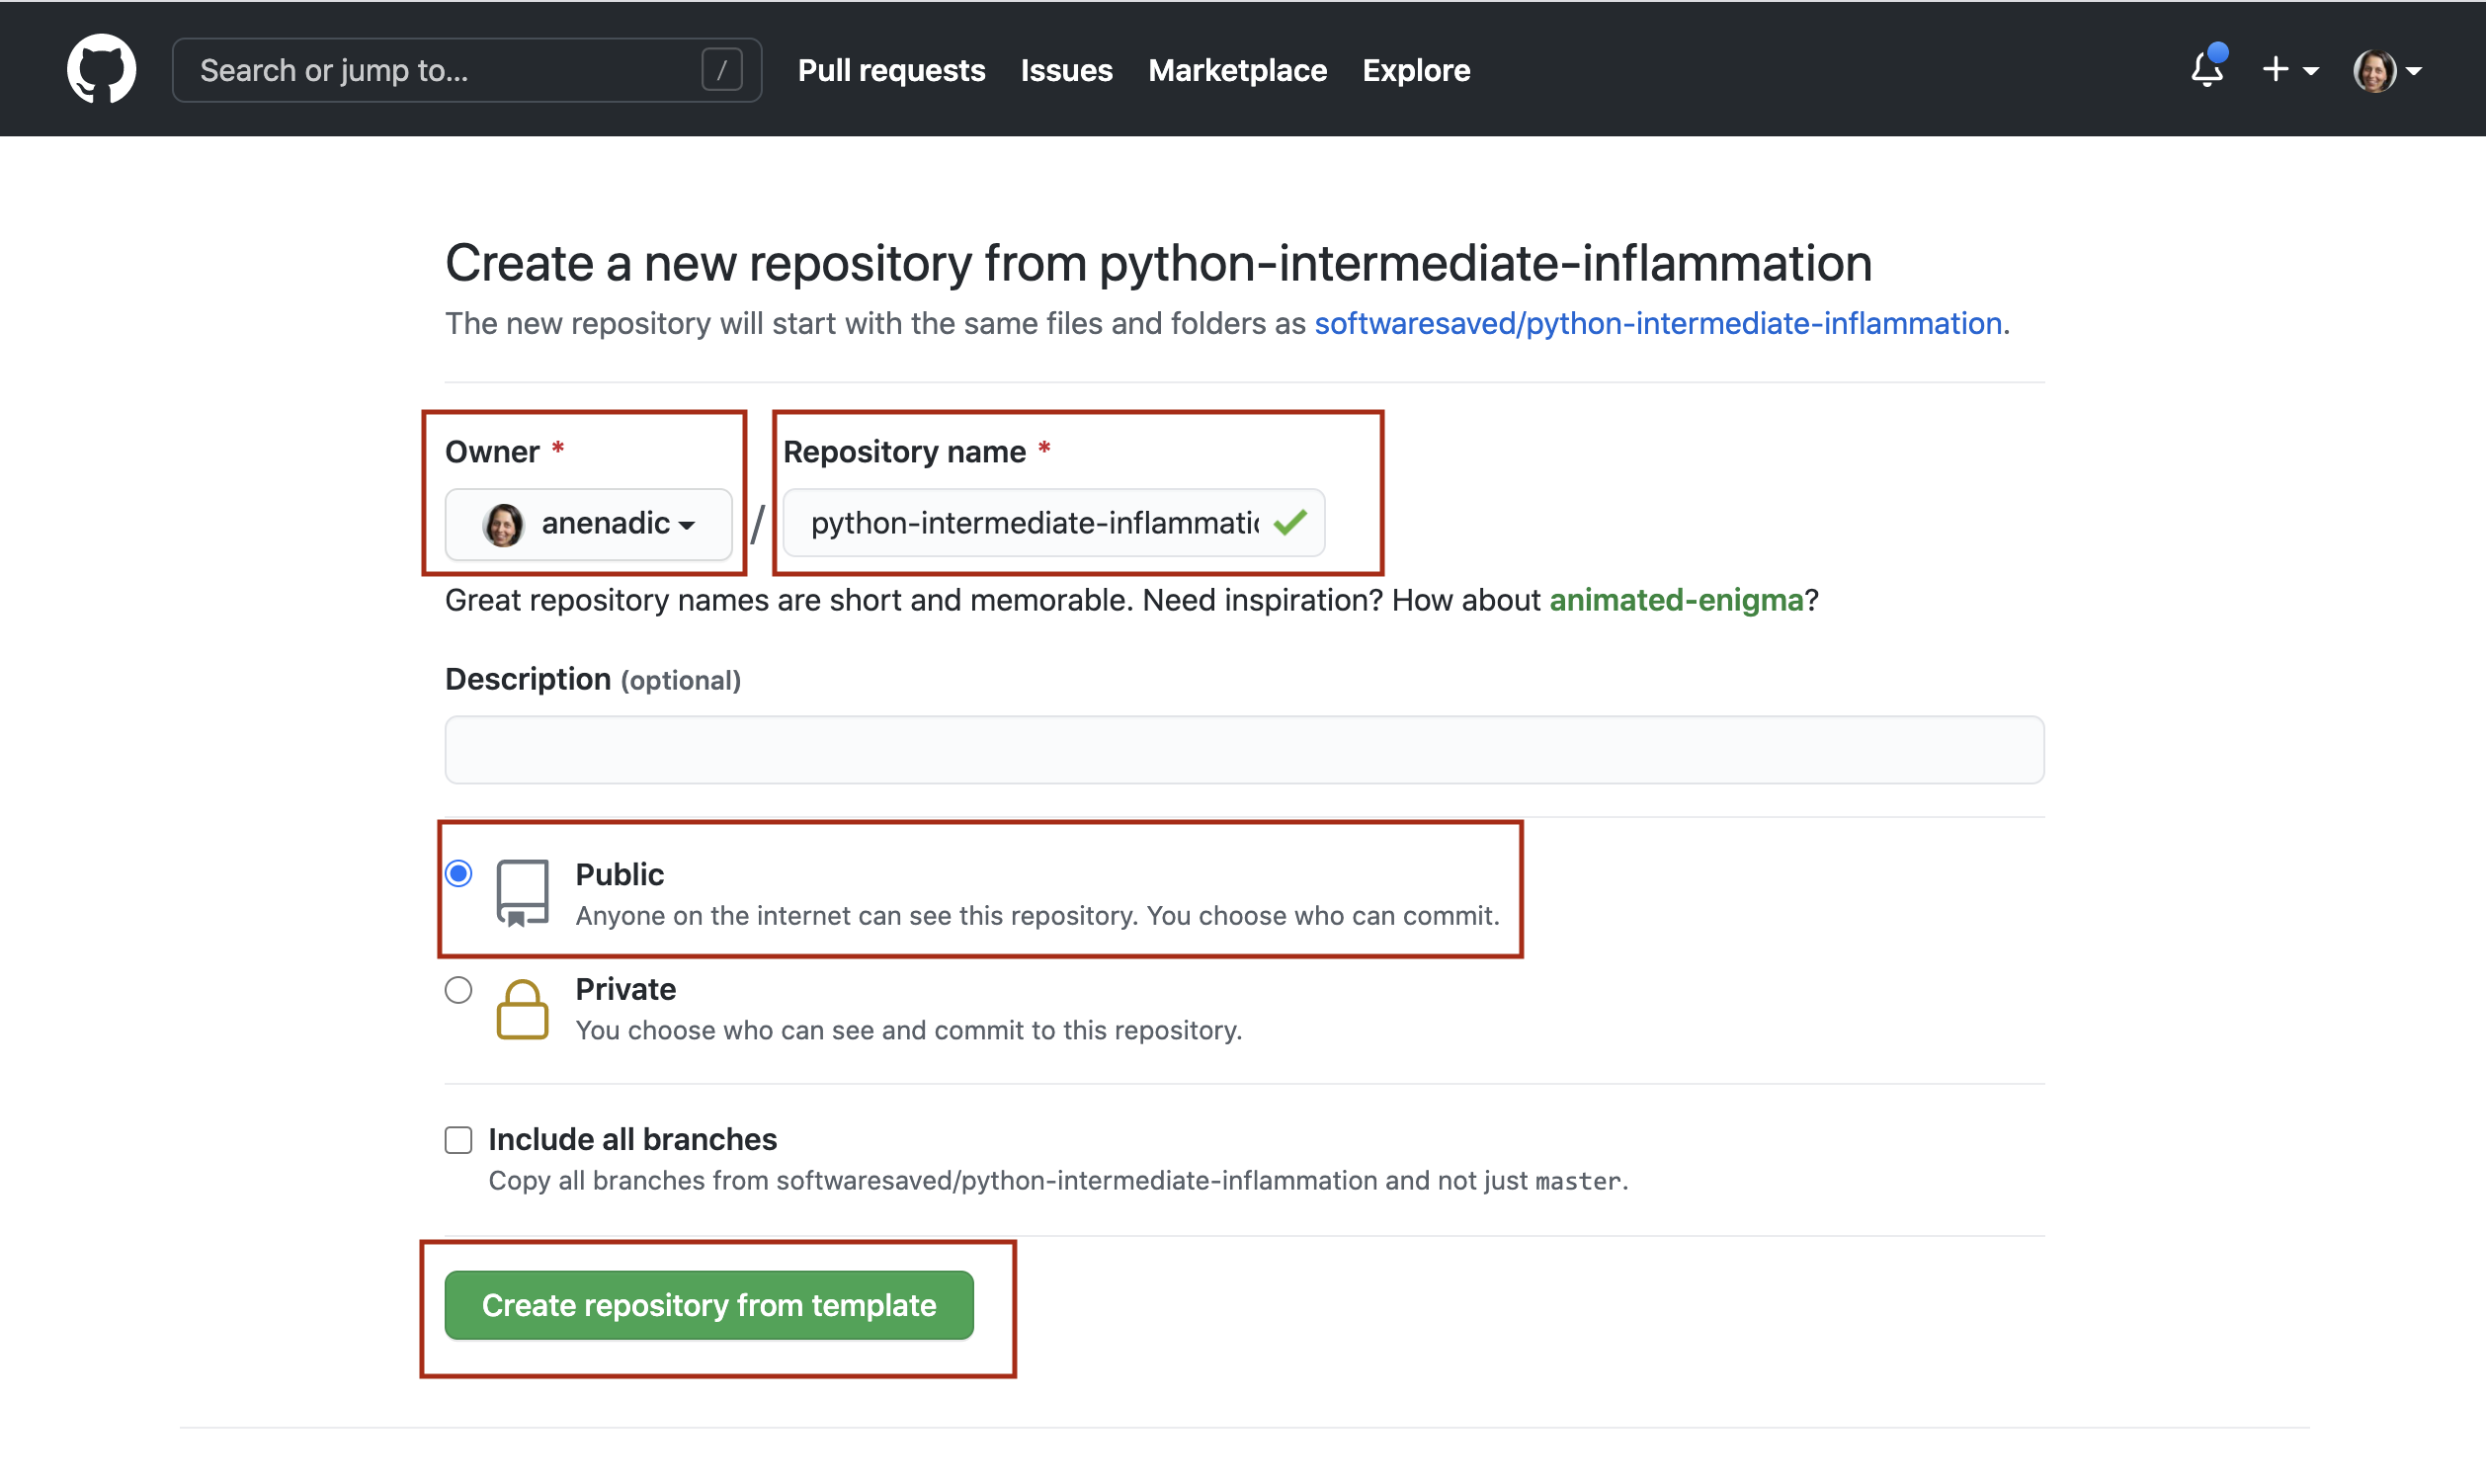 Search or jump to... /
Pull requests Issues Marketplace Explore
Create a new repository from python-intermediate-inflammation
The new repository will start with the same files and folders as softwaresaved/python-intermediate-inflammation.
Owner * Repository name *
anenadic / python-intermediate-inflammatic
Great repository names are short and memorable. Need inspiration? How about animated-enigma?
Description (optional)
Public
Anyone on the internet can see this repository. You choose who can commit.
Private
You choose who can see and commit to this repository.
Include all branches
Copy all branches from softwaresaved/python-intermediate-inflammation and not just master.
Create repository from template